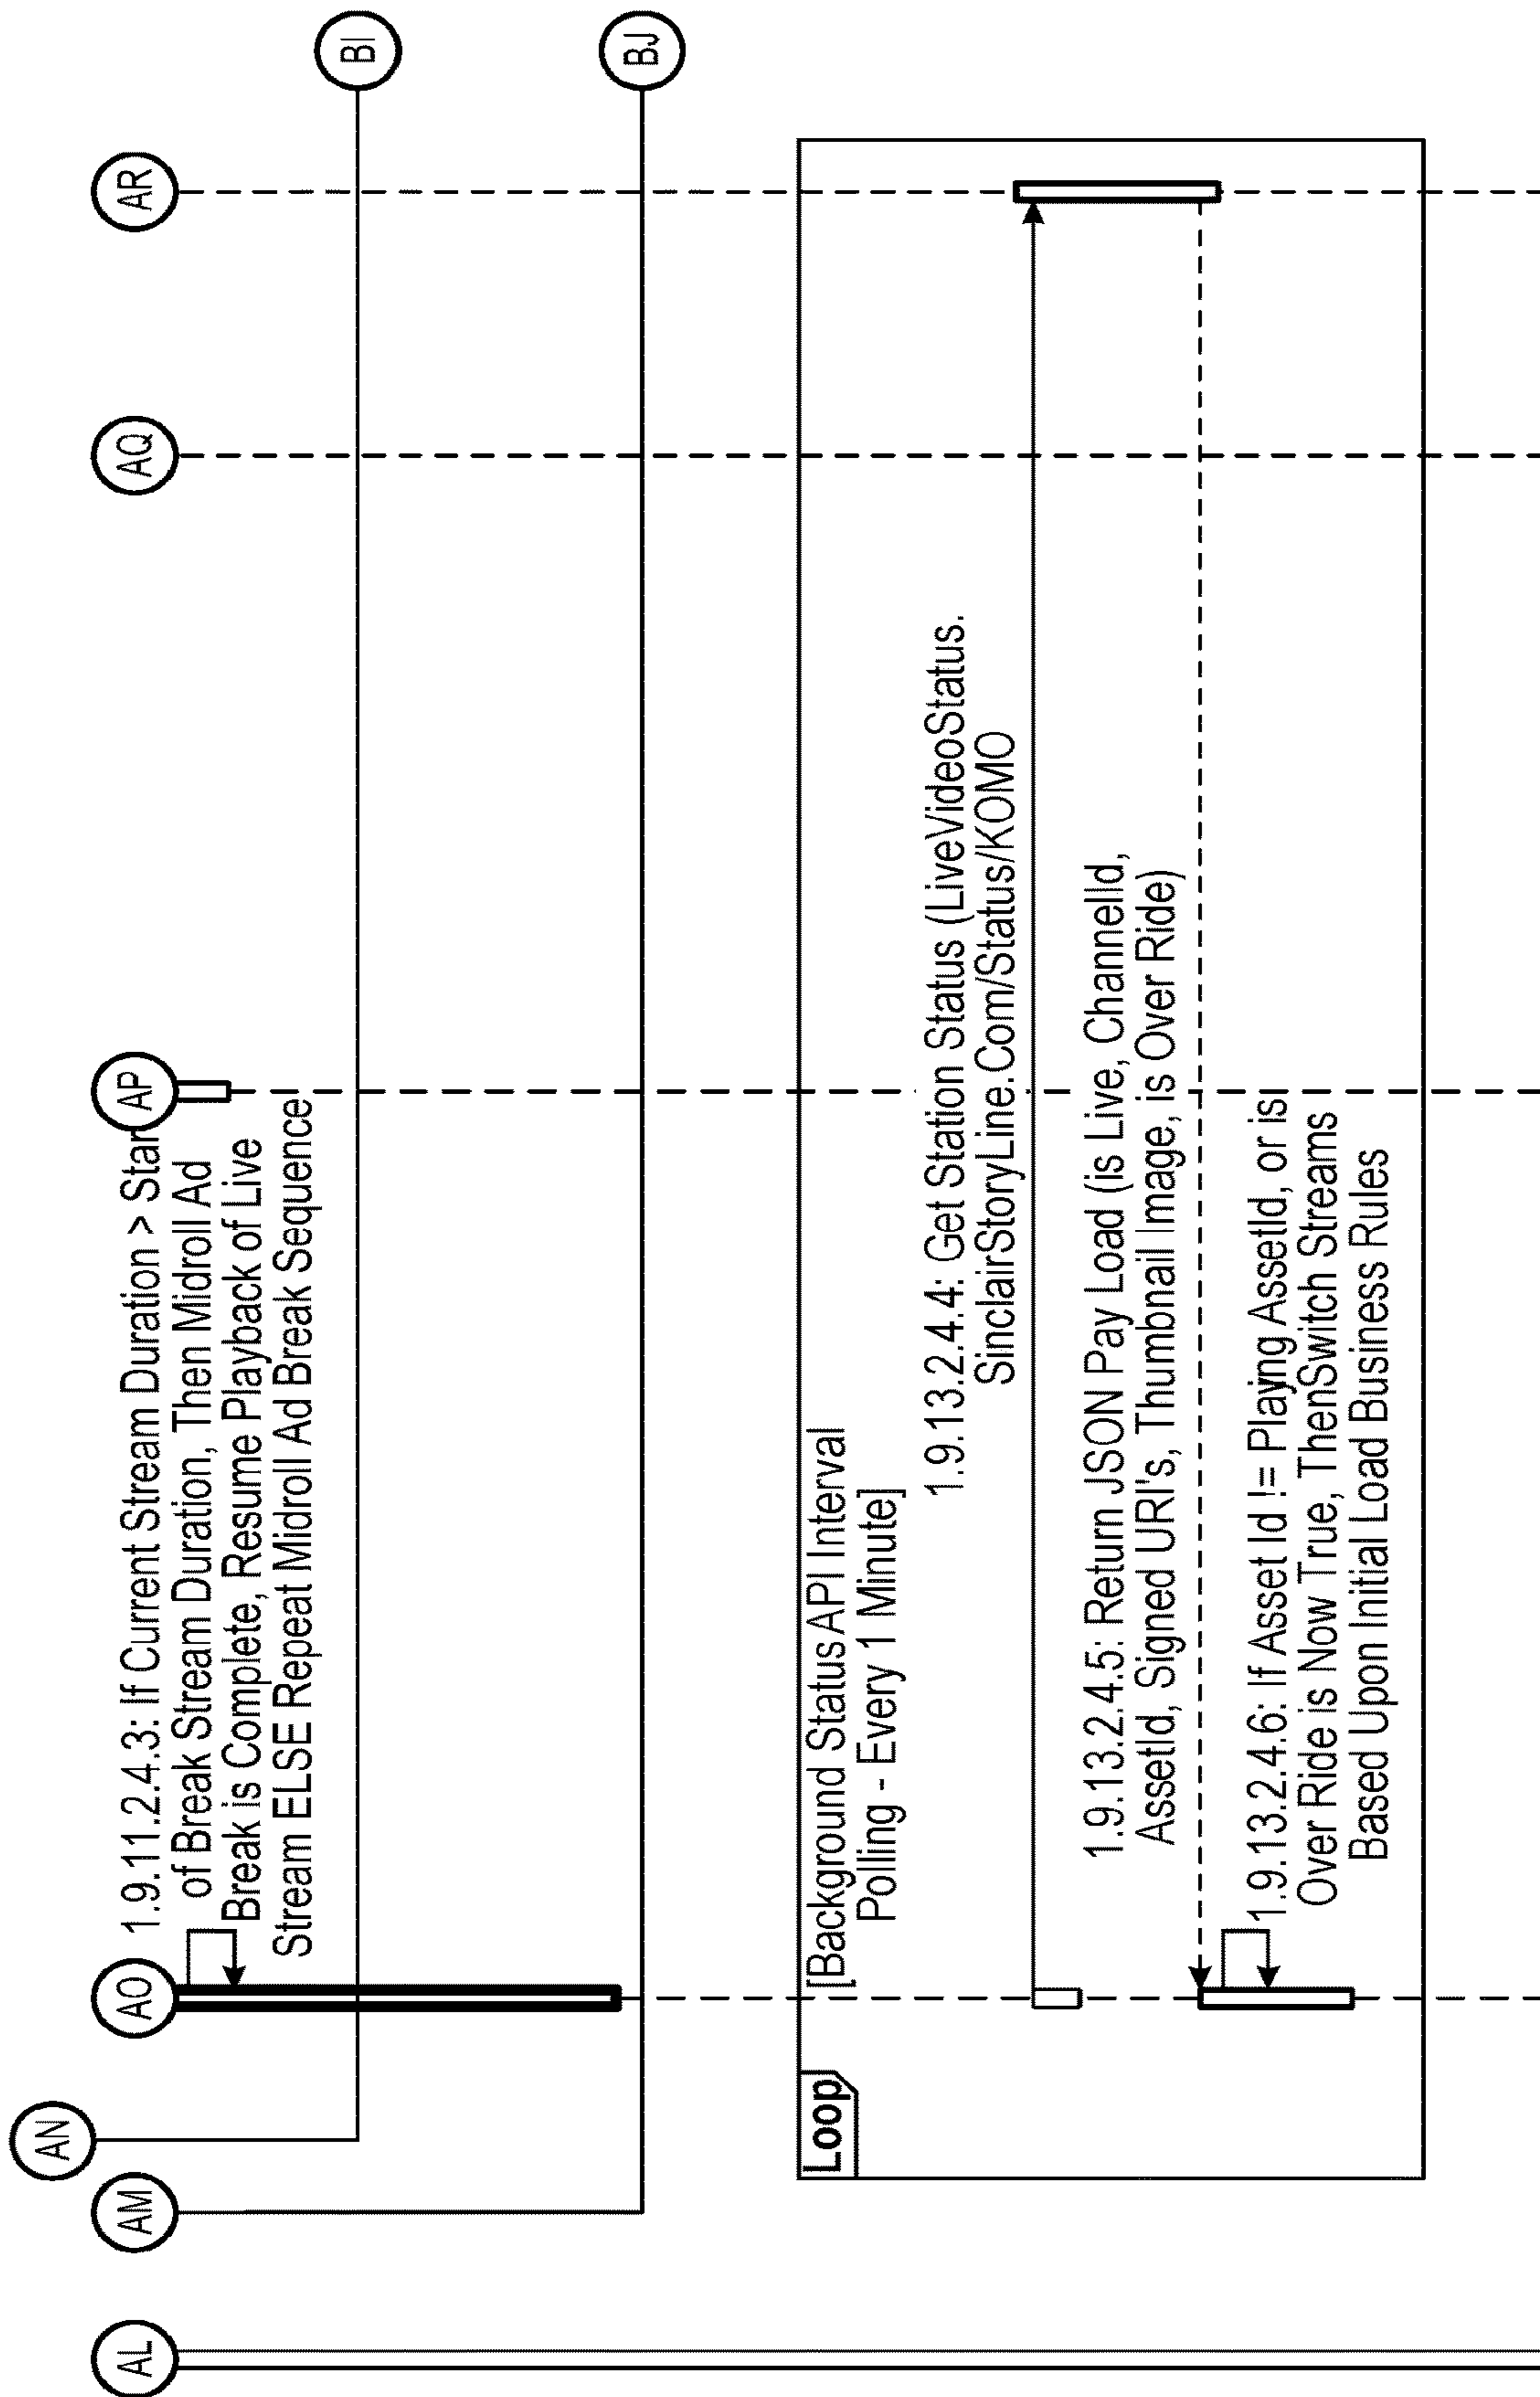 AL
AM
AN
AO
AP
AQ
AR
BI
BJ
1.9.11.2.4.3: If Current Stream Duration > Star
of Break Stream Duration, Then Midroll Ad
Break is Complete, Resume Playback of Live
Stream ELSE Repeat Midroll Ad Break Sequence
Loop
[Background Status API Interval
Polling - Every 1 Minute]
1.9.13.2.4.4: Get Station Status (LiveVideoStatus.
SinclairStoryLine.Com/Status/KOMO
1.9.13.2.4.5: Return JSON Pay Load (is Live, ChannelId,
AssetId, Signed URI's, Thumbnail Image, is Over Ride)
1.9.13.2.4.6: If Asset Id != Playing AssetId, or is
Over Ride is Now True, ThenSwitch Streams
Based Upon Initial Load Business Rules